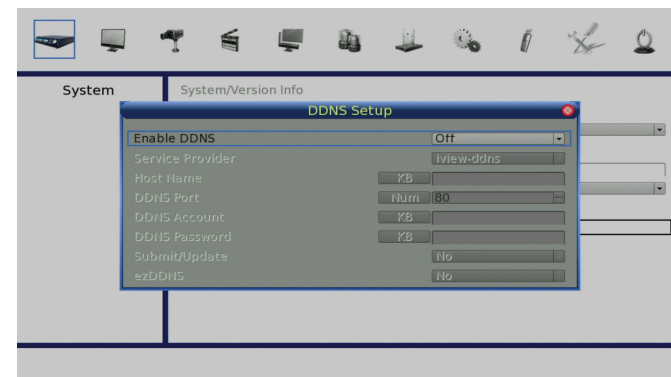 System
System/Version Info
DDNS Setup
Enable DDNS Off
Service Provider iview-ddns
Host Name KB
DDNS Port Num 80
DDNS Account KB
DDNS Password KB
Submit/Update No
ezDDNS No